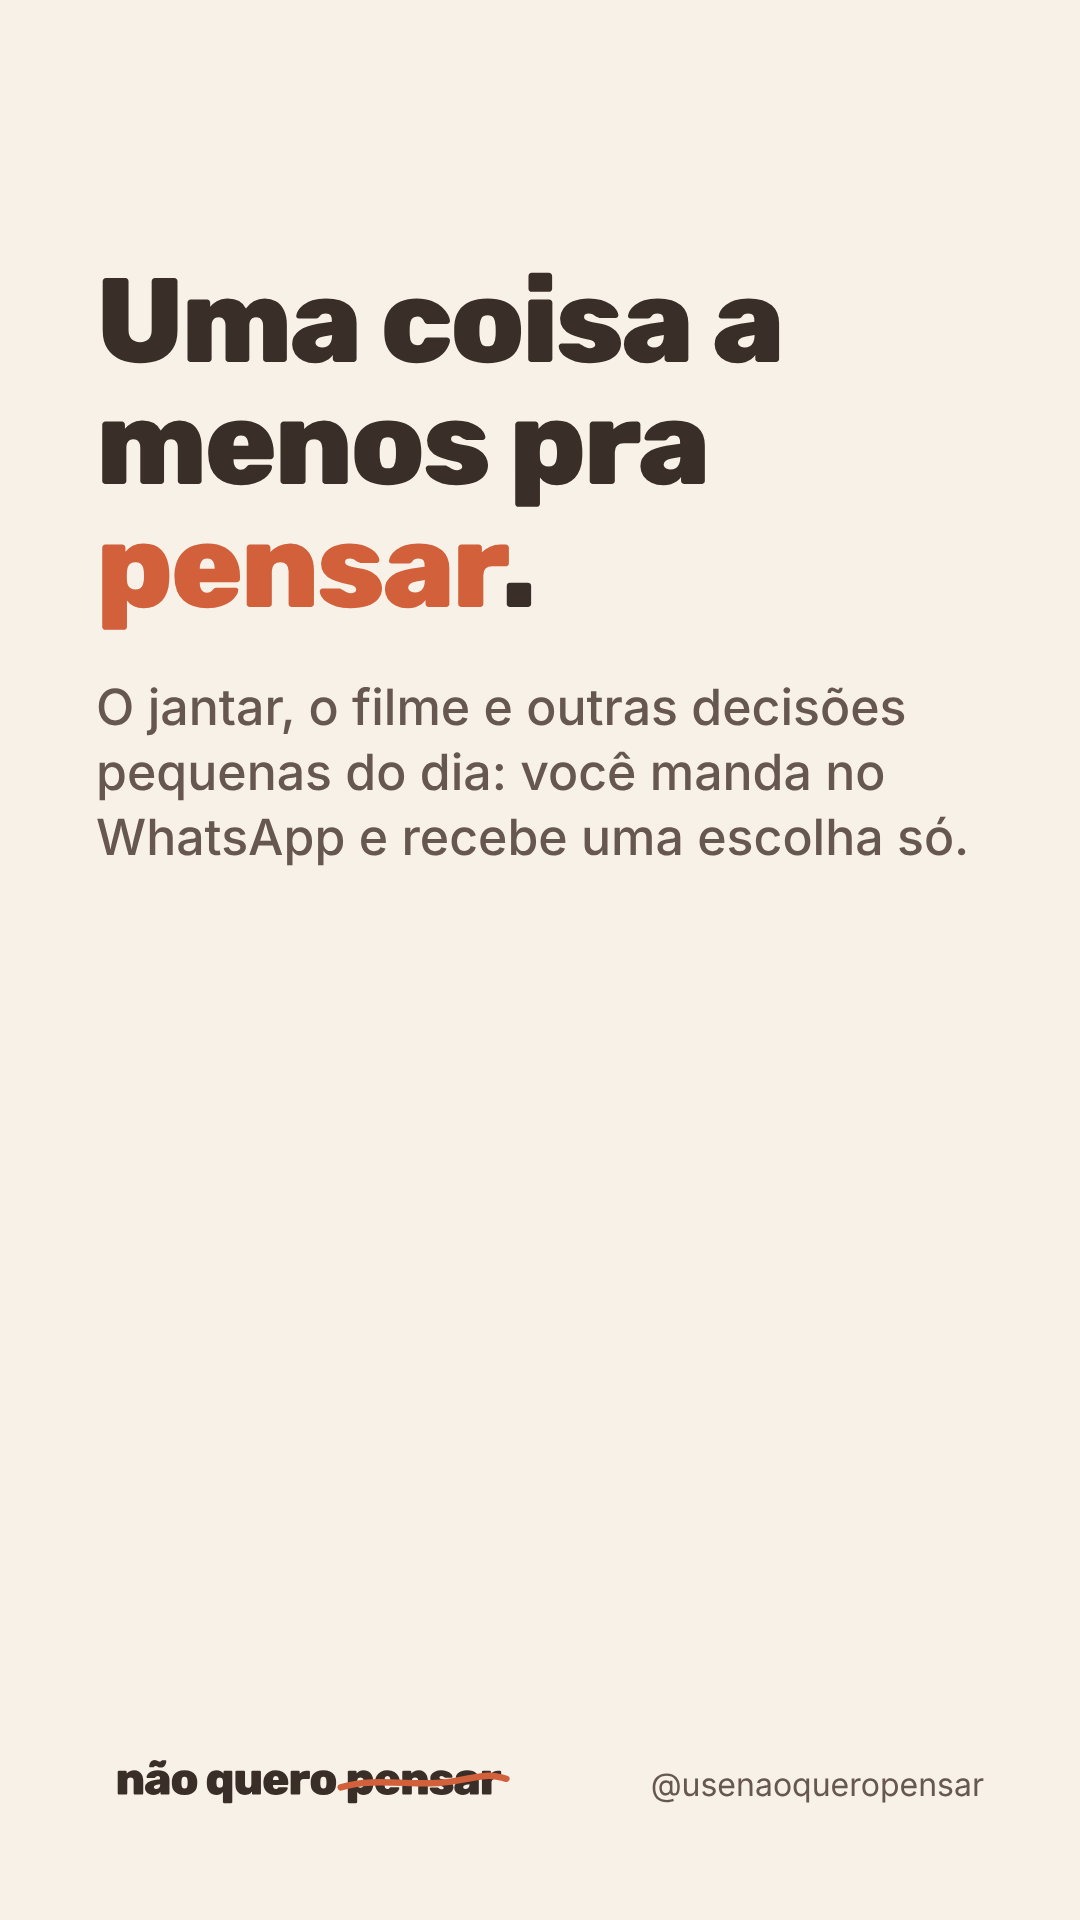 Uma coisa a
menos pra
pensar.
O jantar, o filme e outras decisões
pequenas do dia: você manda no
WhatsApp e recebe uma escolha só.
não quero pensar
@usenaoqueropensar